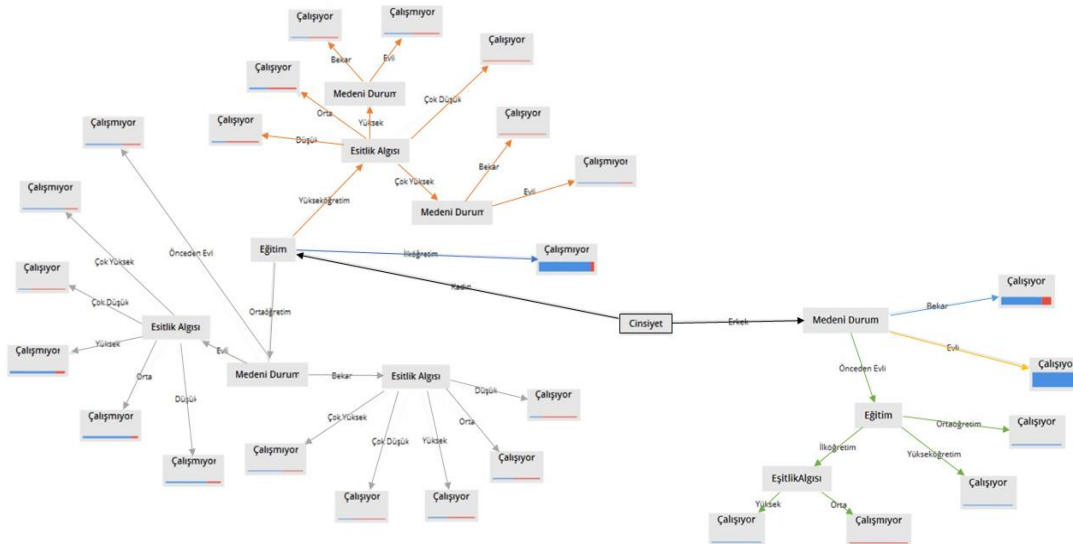 Çalışıyor
Çalışmıyor
Bekar
Evli
Çalışıyor
Çalışıyor
Medeni Durum
Çok Düşük
Orta
Yüksek
Çalışmıyor
Çalışıyor
Çalışıyor
Düşük
Esitlik Algısı
Bekar
Çalışmıyor
Çok Yüksek
Evli
Çalışmıyor
Yükseköğretim
Medeni Durum
Önceden Evli
Eğitim
İlköğretim
Çalışmıyor
Çok Yüksek
Kadın
Çalışıyor
Çalışıyor
Çok Düşük
Ortaöğretim
Bekar
Esitlik Algısı
Cinsiyet
Erkek
Medeni Durum
Yüksek
Evli
Evli
Çalışmıyor
Çalışıyor
Orta
Medeni Durum
Bekar
Esitlik Algısı
Önceden Evli
Düşük
Çalışıyor
Düşük
Çalışmıyor
Çok Yüksek
Orta
Eğitim
Ortaöğretim
Çalışıyor
Çalışmıyor
Çalışmıyor
Çok Düşük
Yüksek
Çalışıyor
İlköğretim
Yükseköğretim
Çalışıyor
EşitlikAlgısı
Çalışıyor
Çalışıyor
Yüksek
Orta
Çalışıyor
Çalışmıyor